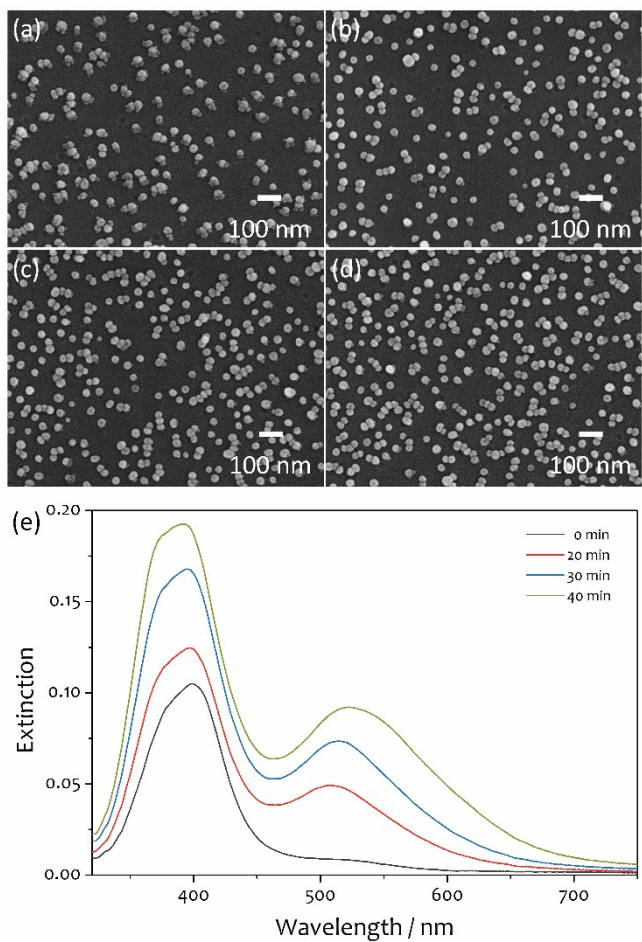 (a)
(b)
100 nm
100 nm
(c)
(d)
100 nm
100 nm
(e)
0.20
0.15
0.10
0.05
0.00
Extinction
0 min
20 min
30 min
40 min
400
500
600
700
Wavelength / nm